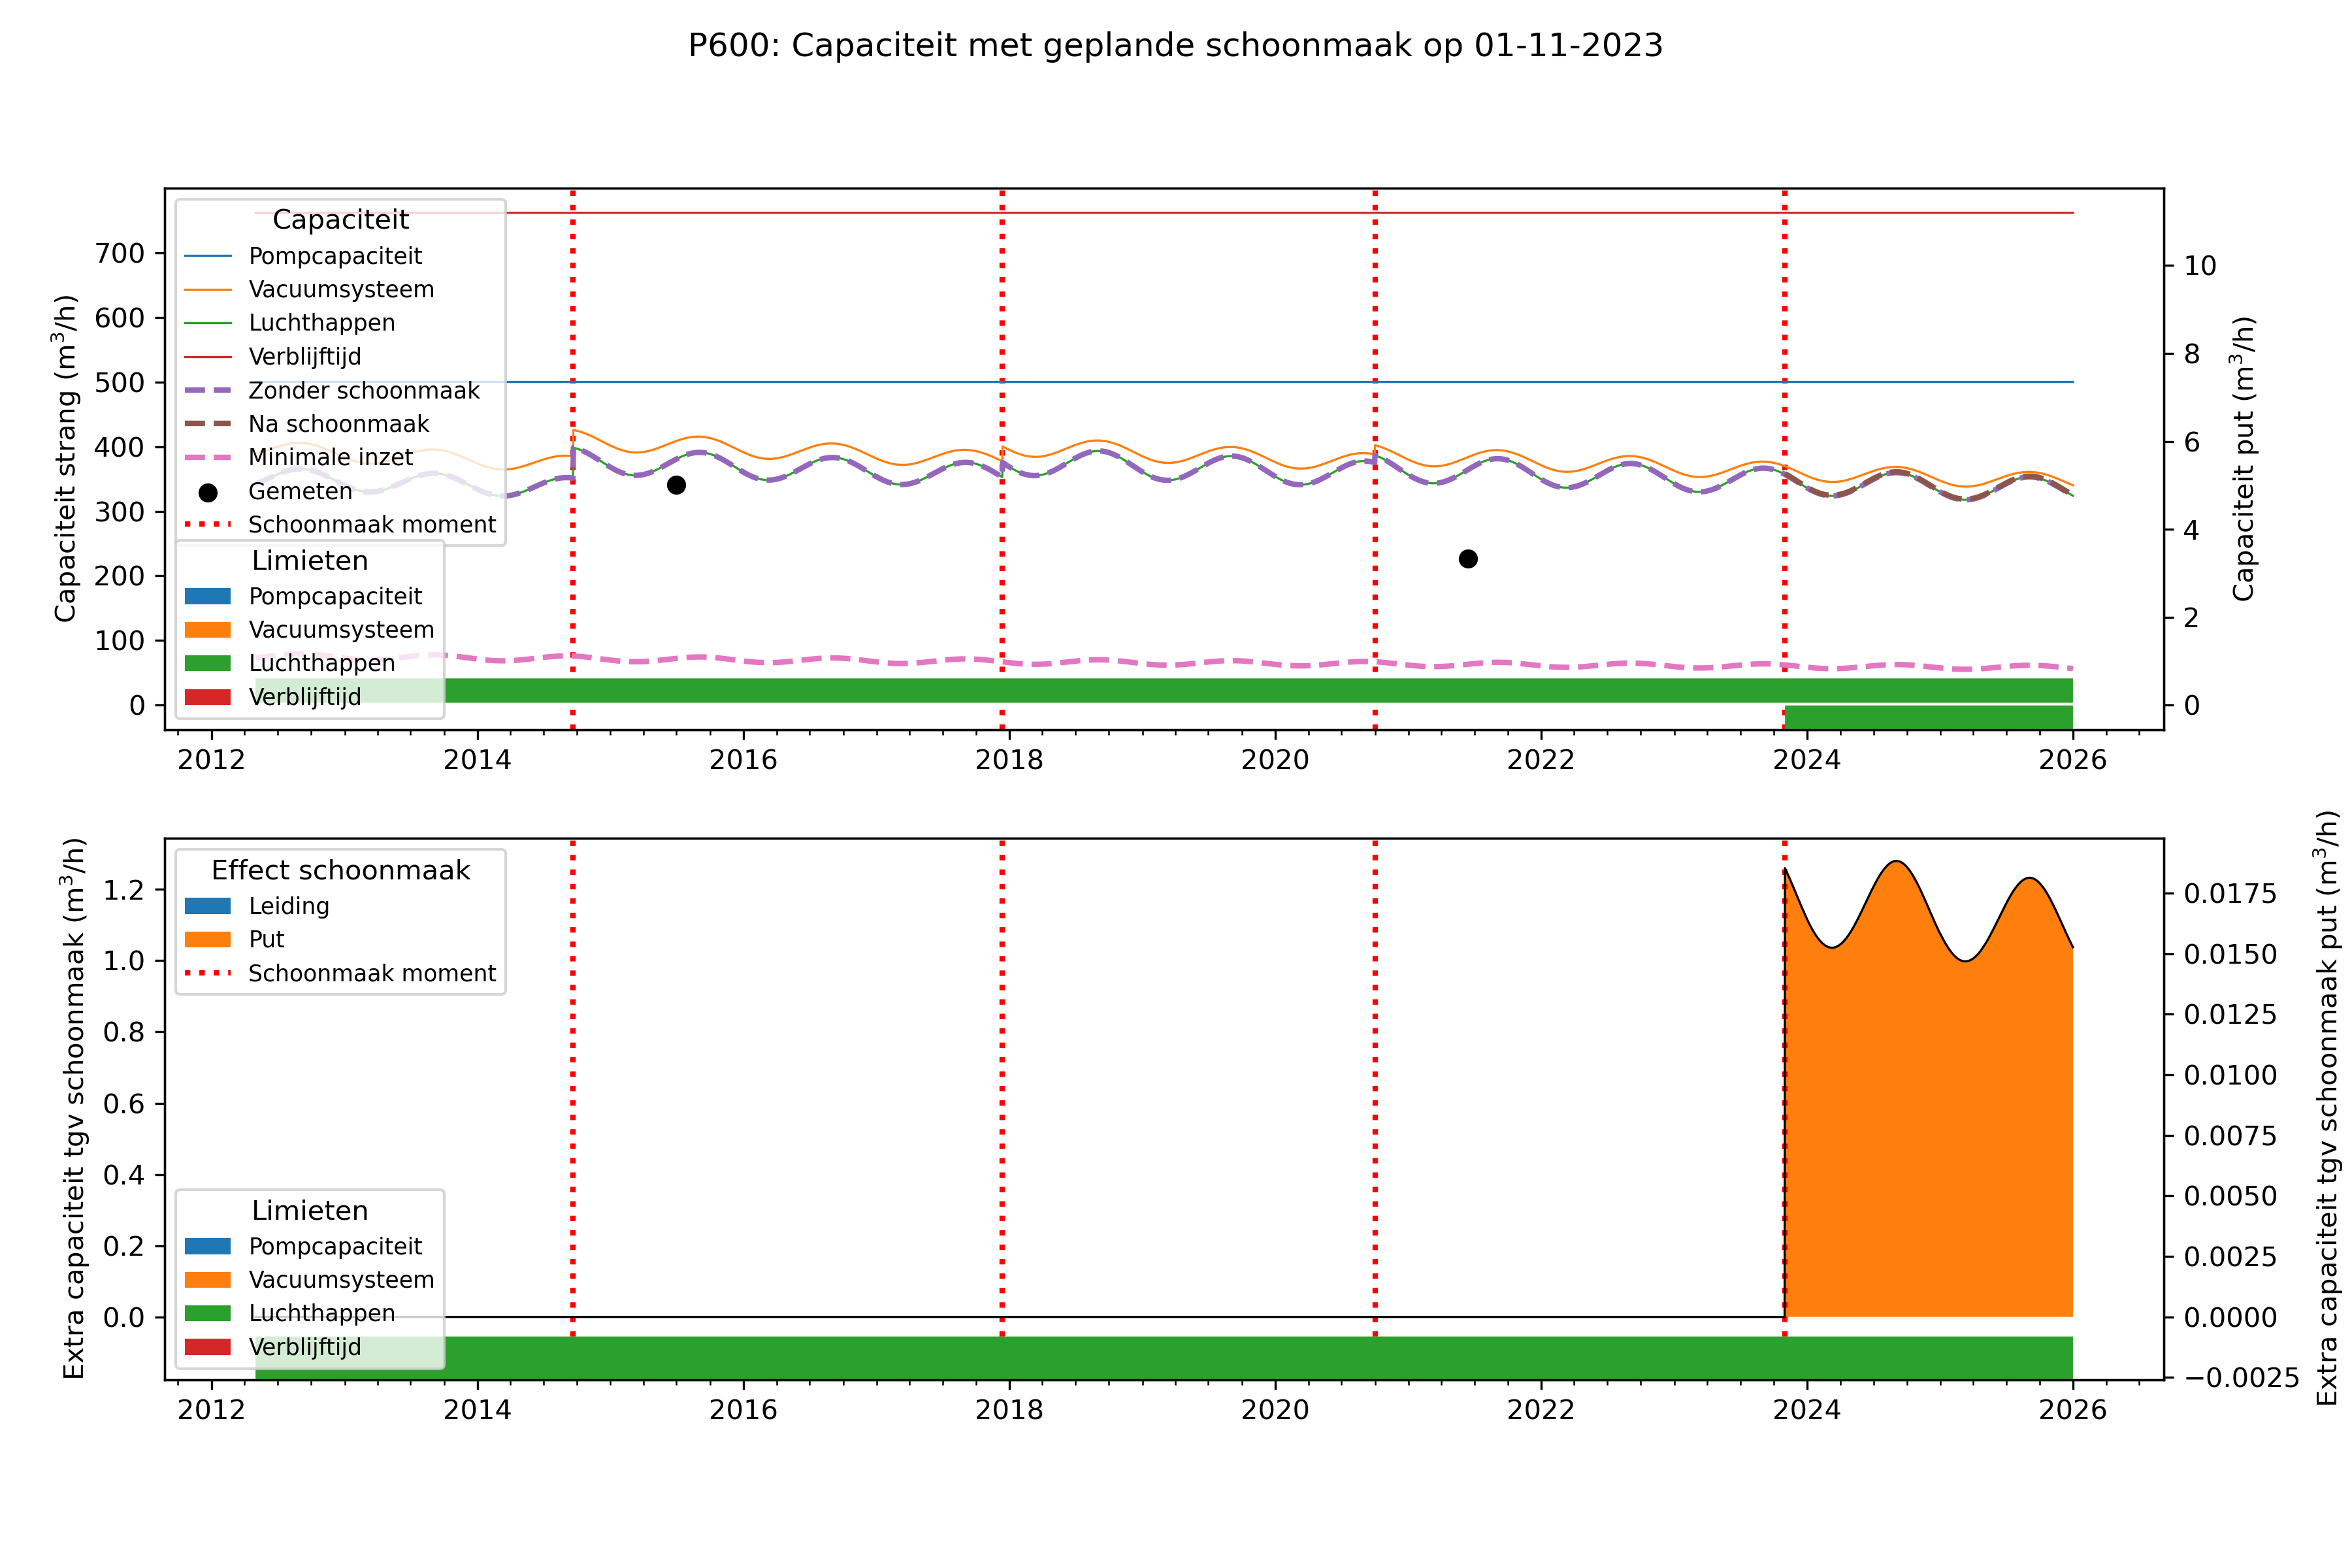 P600: Capaciteit met geplande schoonmaak op 01-11-2023
Capaciteit strang (m³/h)
700
600
500
400
300
200
100
0
Capaciteit
Pompcapaciteit
Vacuumsysteem
Luchthappen
Verblijftijd
Zonder schoonmaak
Na schoonmaak
Minimale inzet
Gemeten
Schoonmaak moment
Limieten
Pompcapaciteit
Vacuumsysteem
Luchthappen
Verblijftijd
10
8
6
4
2
0
Capaciteit put (m³/h)
2012 2014 2016 2018 2020 2022 2024 2026
Extra capaciteit tgv schoonmaak (m³/h)
1.2
1.0
0.8
0.6
0.4
0.2
0.0
Effect schoonmaak
Leiding
Put
Schoonmaak moment
Limieten
Pompcapaciteit
Vacuumsysteem
Luchthappen
Verblijftijd
0.0175
0.0150
0.0125
0.0100
0.0075
0.0050
0.0025
0.0000
−0.0025
Extra capaciteit tgv schoonmaak put (m³/h)
2012 2014 2016 2018 2020 2022 2024 2026